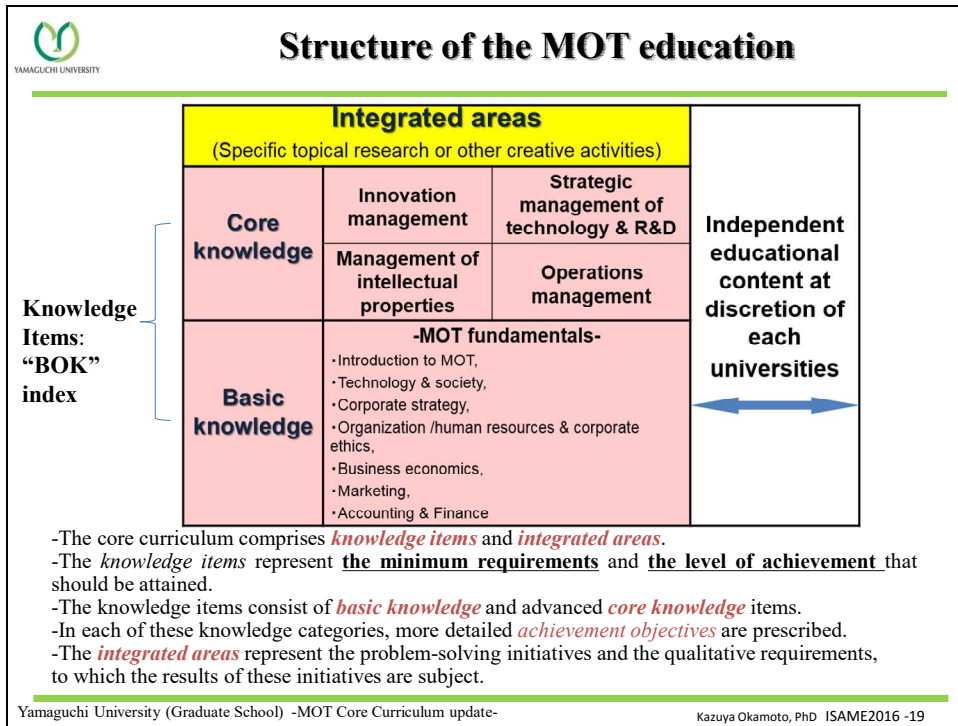 YAMAGUCHI UNIVERSITY
Structure of the MOT education
Integrated areas
(Specific topical research or other creative activities)
Core
knowledge
Innovation
management
Strategic
management of
technology & R&D
Management of
intellectual
properties
Operations
management
Independent
educational
content at
discretion of
each
universities
Knowledge
Items:
“BOK”
index
Basic
knowledge
-MOT fundamentals-
・Introduction to MOT,
・Technology & society,
・Corporate strategy,
・Organization /human resources & corporate
ethics,
・Business economics,
・Marketing,
・Accounting & Finance
-The core curriculum comprises knowledge items and integrated areas.
-The knowledge items represent the minimum requirements and the level of achievement that
should be attained.
-The knowledge items consist of basic knowledge and advanced core knowledge items.
-In each of these knowledge categories, more detailed achievement objectives are prescribed.
-The integrated areas represent the problem-solving initiatives and the qualitative requirements,
to which the results of these initiatives are subject.
Yamaguchi University (Graduate School) -MOT Core Curriculum update-
Kazuya Okamoto, PhD ISAME2016 -19